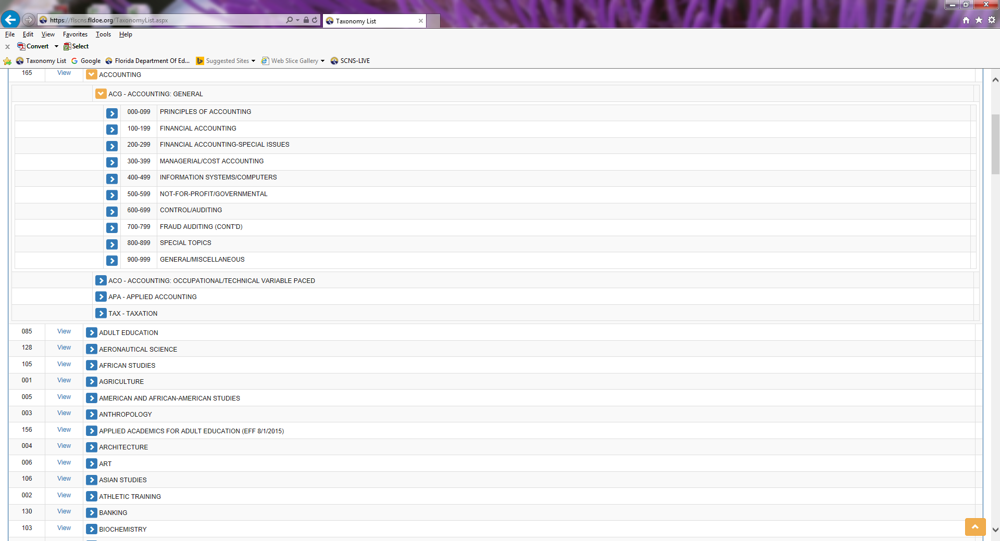 https://flscns.fldoe.org/TaxonomyList.aspx
Taxonomy List
File Edit View Favorites Tools Help
x Convert Select
Taxonomy List Google Florida Department Of Ed... Suggested Sites Web Slice Gallery SCNS-LIVE
165 View ACCOUNTING
ACG - ACCOUNTING: GENERAL
000-099 PRINCIPLES OF ACCOUNTING
100-199 FINANCIAL ACCOUNTING
200-299 FINANCIAL ACCOUNTING-SPECIAL ISSUES
300-399 MANAGERIAL/COST ACCOUNTING
400-499 INFORMATION SYSTEMS/COMPUTERS
500-599 NOT-FOR-PROFIT/GOVERNMENTAL
600-699 CONTROL/AUDITING
700-799 FRAUD AUDITING (CONT'D)
800-899 SPECIAL TOPICS
900-999 GENERAL/MISCELLANEOUS
ACO - ACCOUNTING: OCCUPATIONAL/TECHNICAL VARIABLE PACED
APA - APPLIED ACCOUNTING
TAX - TAXATION
085 View ADULT EDUCATION
128 View AERONAUTICAL SCIENCE
105 View AFRICAN STUDIES
001 View AGRICULTURE
005 View AMERICAN AND AFRICAN-AMERICAN STUDIES
003 View ANTHROPOLOGY
156 View APPLIED ACADEMICS FOR ADULT EDUCATION (EFF 8/1/2015)
004 View ARCHITECTURE
006 View ART
106 View ASIAN STUDIES
002 View ATHLETIC TRAINING
130 View BANKING
103 View BIOCHEMISTRY